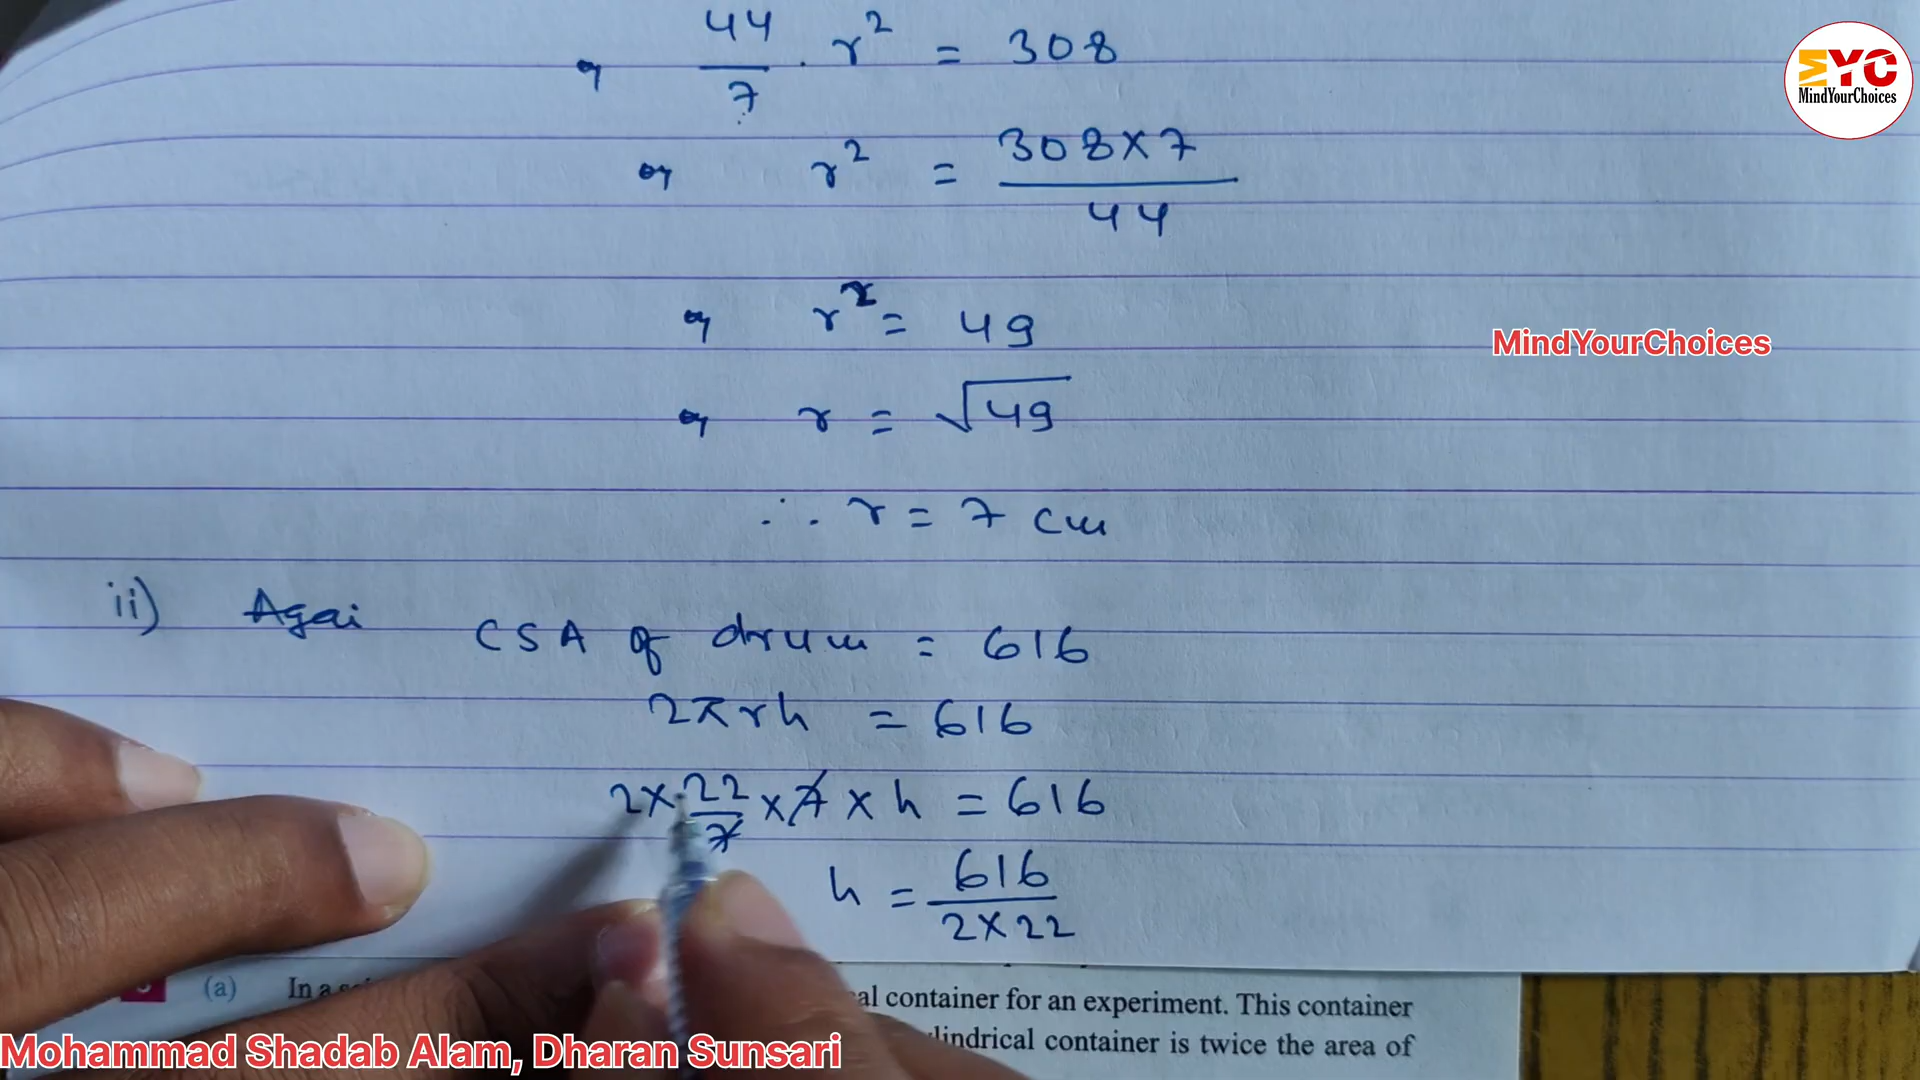 44/7 . r² = 308
or r² = 308×7/44
or r² = 49
or r = √49
∴ r = 7 cm
ii) Agai CSA of drum = 616
2πrh = 616
2×22/7×7×h = 616
h = 616/2×22
(a) In a
al container for an experiment. This container
lindrical container is twice the area of
MYC
MindYourChoices
MindYourChoices
Mohammad Shadab Alam, Dharan Sunsari